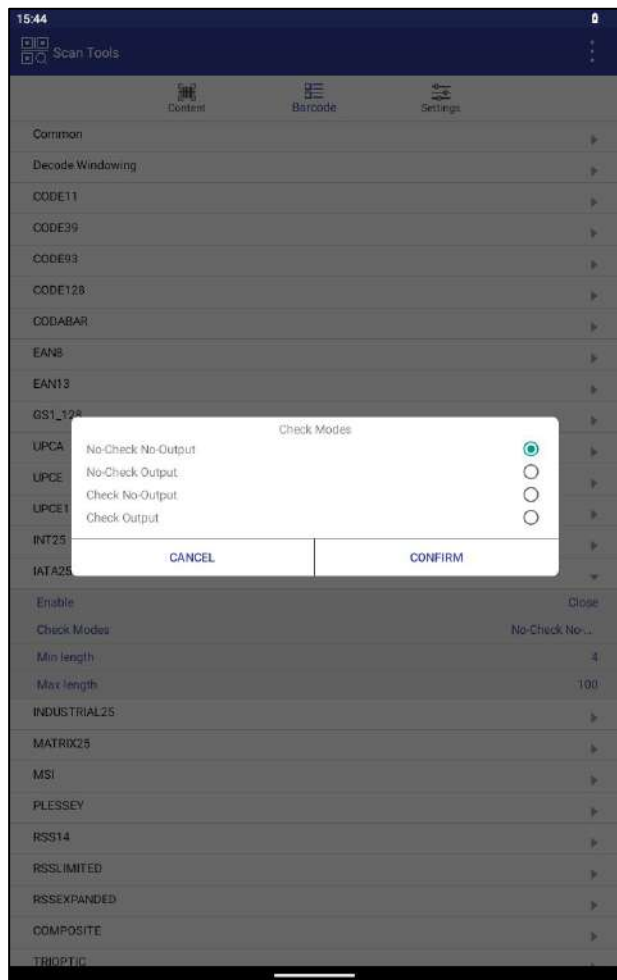 15:44
Scan Tools
Content Barcode Settings
Common
Decode Windowing
CODE11
CODE39
CODE93
CODE128
CODABAR
EAN8
EAN13
GS1_128
Check Modes
UPCA
No-Check No-Output
No-Check Output
UPCE
Check No-Output
UPCE1
Check Output
INT25
CANCEL CONFIRM
IATA25
Enable Close
Check Modes No-Check No-...
Min length 4
Max length 100
INDUSTRIAL25
MATRIX25
MSI
PLESSEY
RSS14
RSSLIMITED
RSSEXPANDED
COMPOSITE
TRIOPTIC